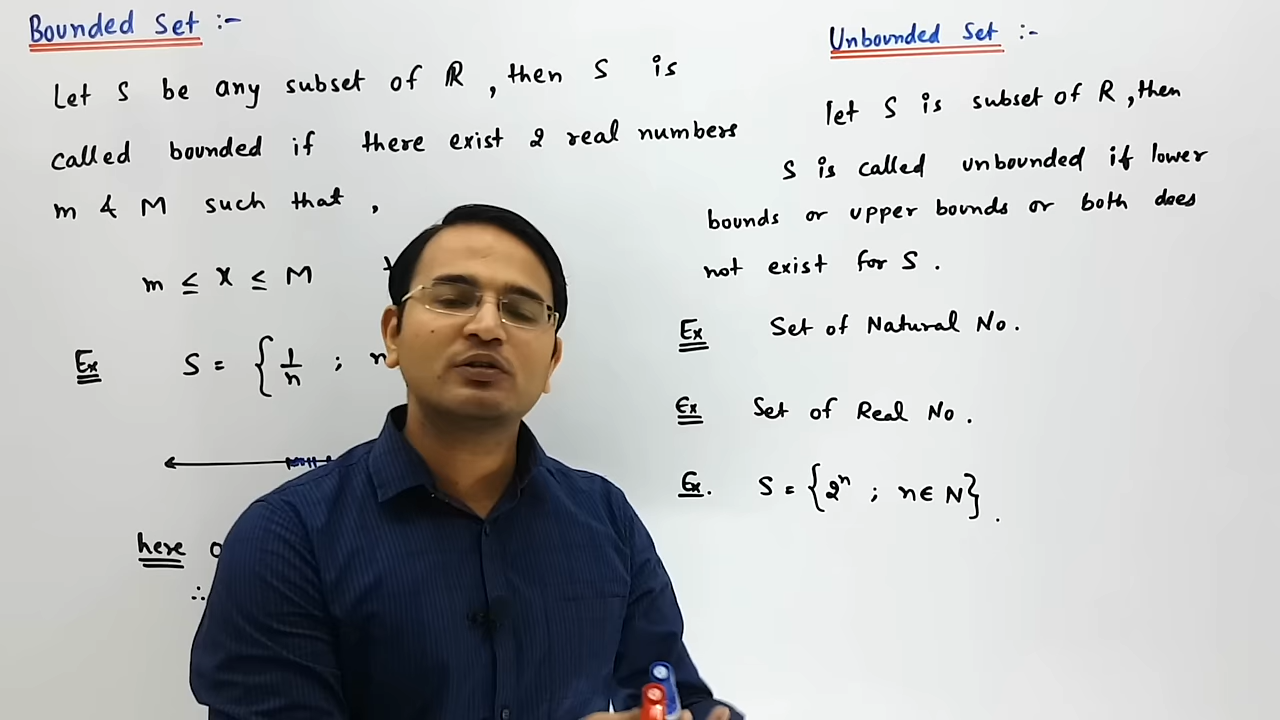 Bounded Set :-
Let S be any subset of ℝ, then S is
called bounded if there exist 2 real numbers
m & M such that ,
m ≤ x ≤ M
Ex S = { 1/n ; n
here
∴
Unbounded Set :-
let S is subset of R, then
S is called unbounded if lower
bounds or upper bounds or both does
not exist for S .
Ex Set of Natural No .
Ex Set of Real No .
Ex. S = { 2ⁿ ; n ∈ N } .